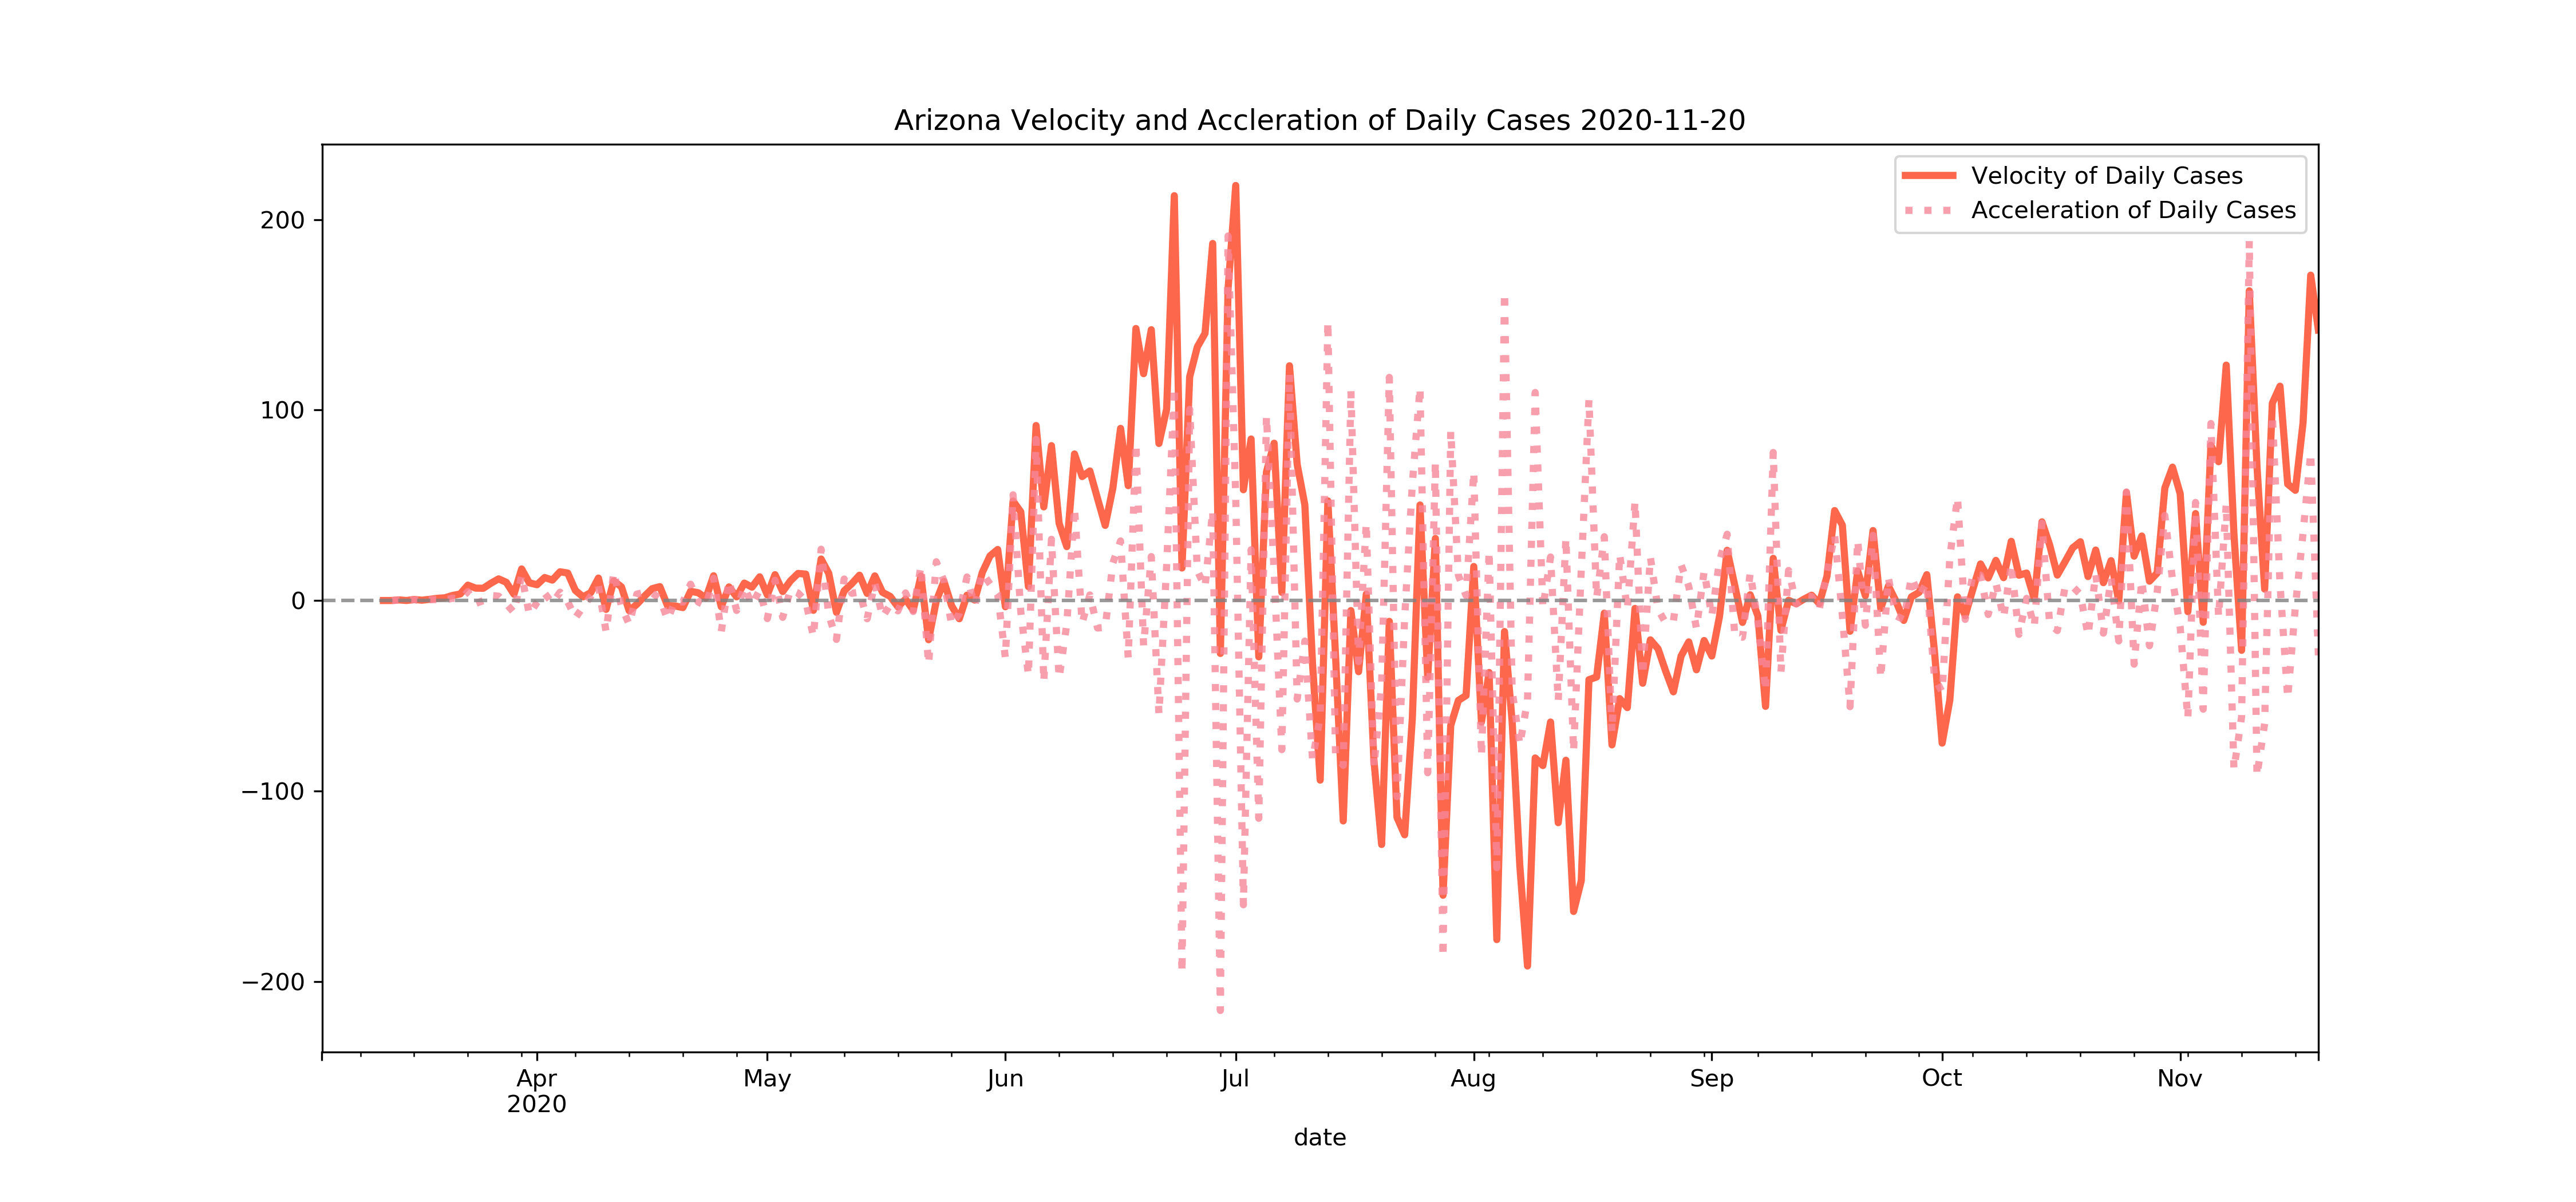 Arizona Velocity and Accleration of Daily Cases 2020-11-20
Velocity of Daily Cases
Acceleration of Daily Cases
200
100
0
−100
−200
Apr May Jun Jul Aug Sep Oct Nov
2020
date